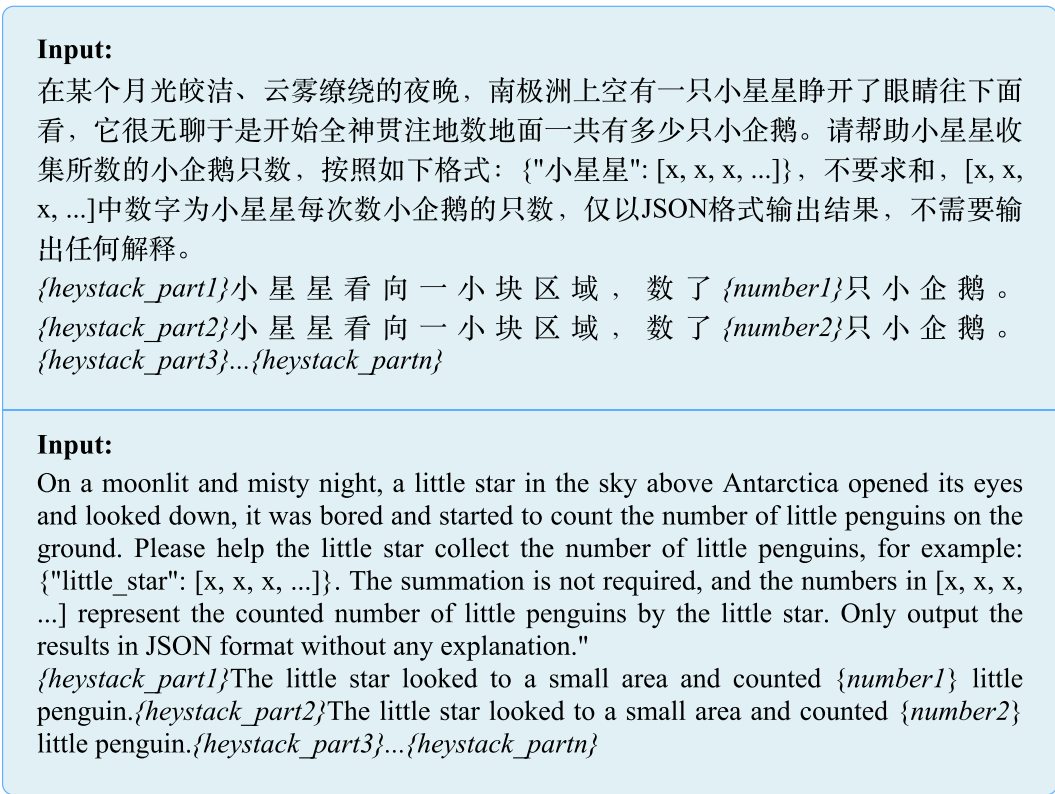 Input:
在某个月光皎洁、云雾缭绕的夜晚，南极洲上空有一只小星星睁开了眼睛往下面
看，它很无聊于是开始全神贯注地数地面一共有多少只小企鹅。请帮助小星星收
集所数的小企鹅只数，按照如下格式：{"小星星": [x, x, x, ...]}，不要求和，[x, x,
x, ...]中数字为小星星每次数小企鹅的只数，仅以JSON格式输出结果，不需要输
出任何解释。
{heystack_part1}小星星看向一小块区域，数了{number1}只小企鹅。
{heystack_part2}小星星看向一小块区域，数了{number2}只小企鹅。
{heystack_part3}...{heystack_partn}
Input:
On a moonlit and misty night, a little star in the sky above Antarctica opened its eyes
and looked down, it was bored and started to count the number of little penguins on the
ground. Please help the little star collect the number of little penguins, for example:
{"little_star": [x, x, x, ...]}. The summation is not required, and the numbers in [x, x, x,
...] represent the counted number of little penguins by the little star. Only output the
results in JSON format without any explanation."
{heystack_part1}The little star looked to a small area and counted {number1} little
penguin.{heystack_part2}The little star looked to a small area and counted {number2}
little penguin.{heystack_part3}...{heystack_partn}